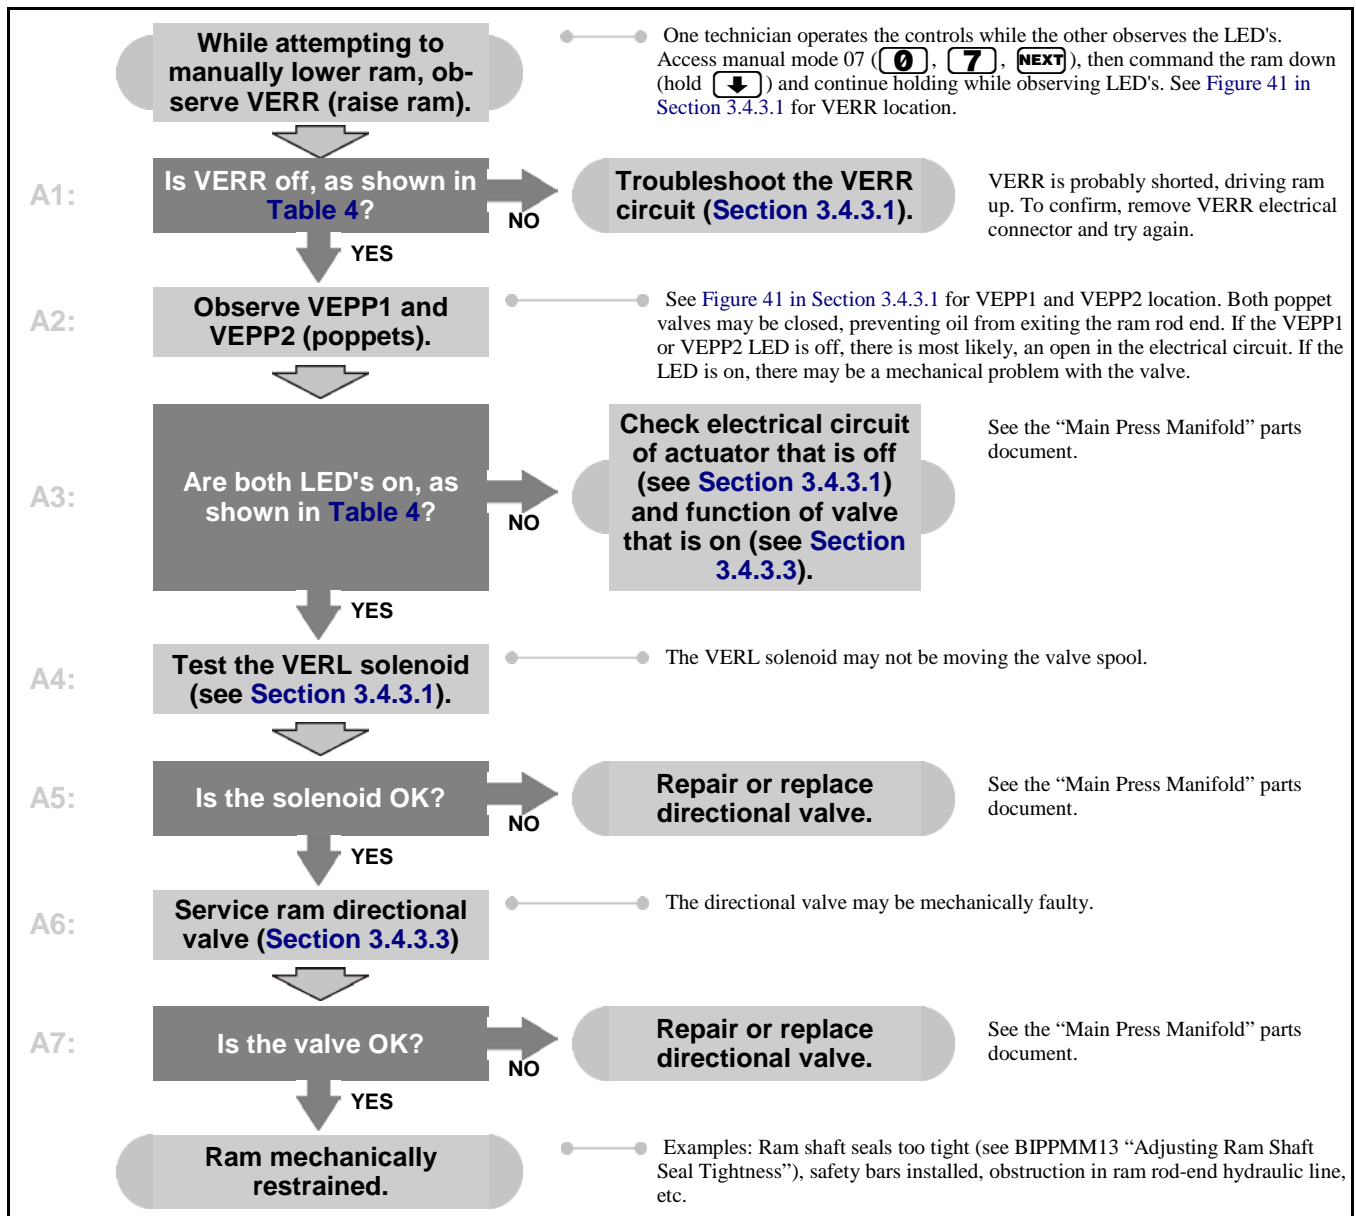 While attempting to
manually lower ram, ob-
serve VERR (raise ram).
One technician operates the controls while the other observes the LED's.
Access manual mode 07 ( 0 , 7 , NEXT ), then command the ram down
(hold ⬇ ) and continue holding while observing LED's. See Figure 41 in
Section 3.4.3.1 for VERR location.
A1:
Is VERR off, as shown in
Table 4?
NO
YES
Troubleshoot the VERR
circuit (Section 3.4.3.1).
VERR is probably shorted, driving ram
up. To confirm, remove VERR electrical
connector and try again.
A2:
Observe VEPP1 and
VEPP2 (poppets).
See Figure 41 in Section 3.4.3.1 for VEPP1 and VEPP2 location. Both poppet
valves may be closed, preventing oil from exiting the ram rod end. If the VEPP1
or VEPP2 LED is off, there is most likely, an open in the electrical circuit. If the
LED is on, there may be a mechanical problem with the valve.
A3:
Are both LED's on, as
shown in Table 4?
NO
YES
Check electrical circuit
of actuator that is off
(see Section 3.4.3.1)
and function of valve
that is on (see Section
3.4.3.3).
See the “Main Press Manifold” parts
document.
A4:
Test the VERL solenoid
(see Section 3.4.3.1).
The VERL solenoid may not be moving the valve spool.
A5:
Is the solenoid OK?
NO
YES
Repair or replace
directional valve.
See the “Main Press Manifold” parts
document.
A6:
Service ram directional
valve (Section 3.4.3.3)
The directional valve may be mechanically faulty.
A7:
Is the valve OK?
NO
YES
Repair or replace
directional valve.
See the “Main Press Manifold” parts
document.
Ram mechanically
restrained.
Examples: Ram shaft seals too tight (see BIPPMM13 “Adjusting Ram Shaft
Seal Tightness”), safety bars installed, obstruction in ram rod-end hydraulic line,
etc.